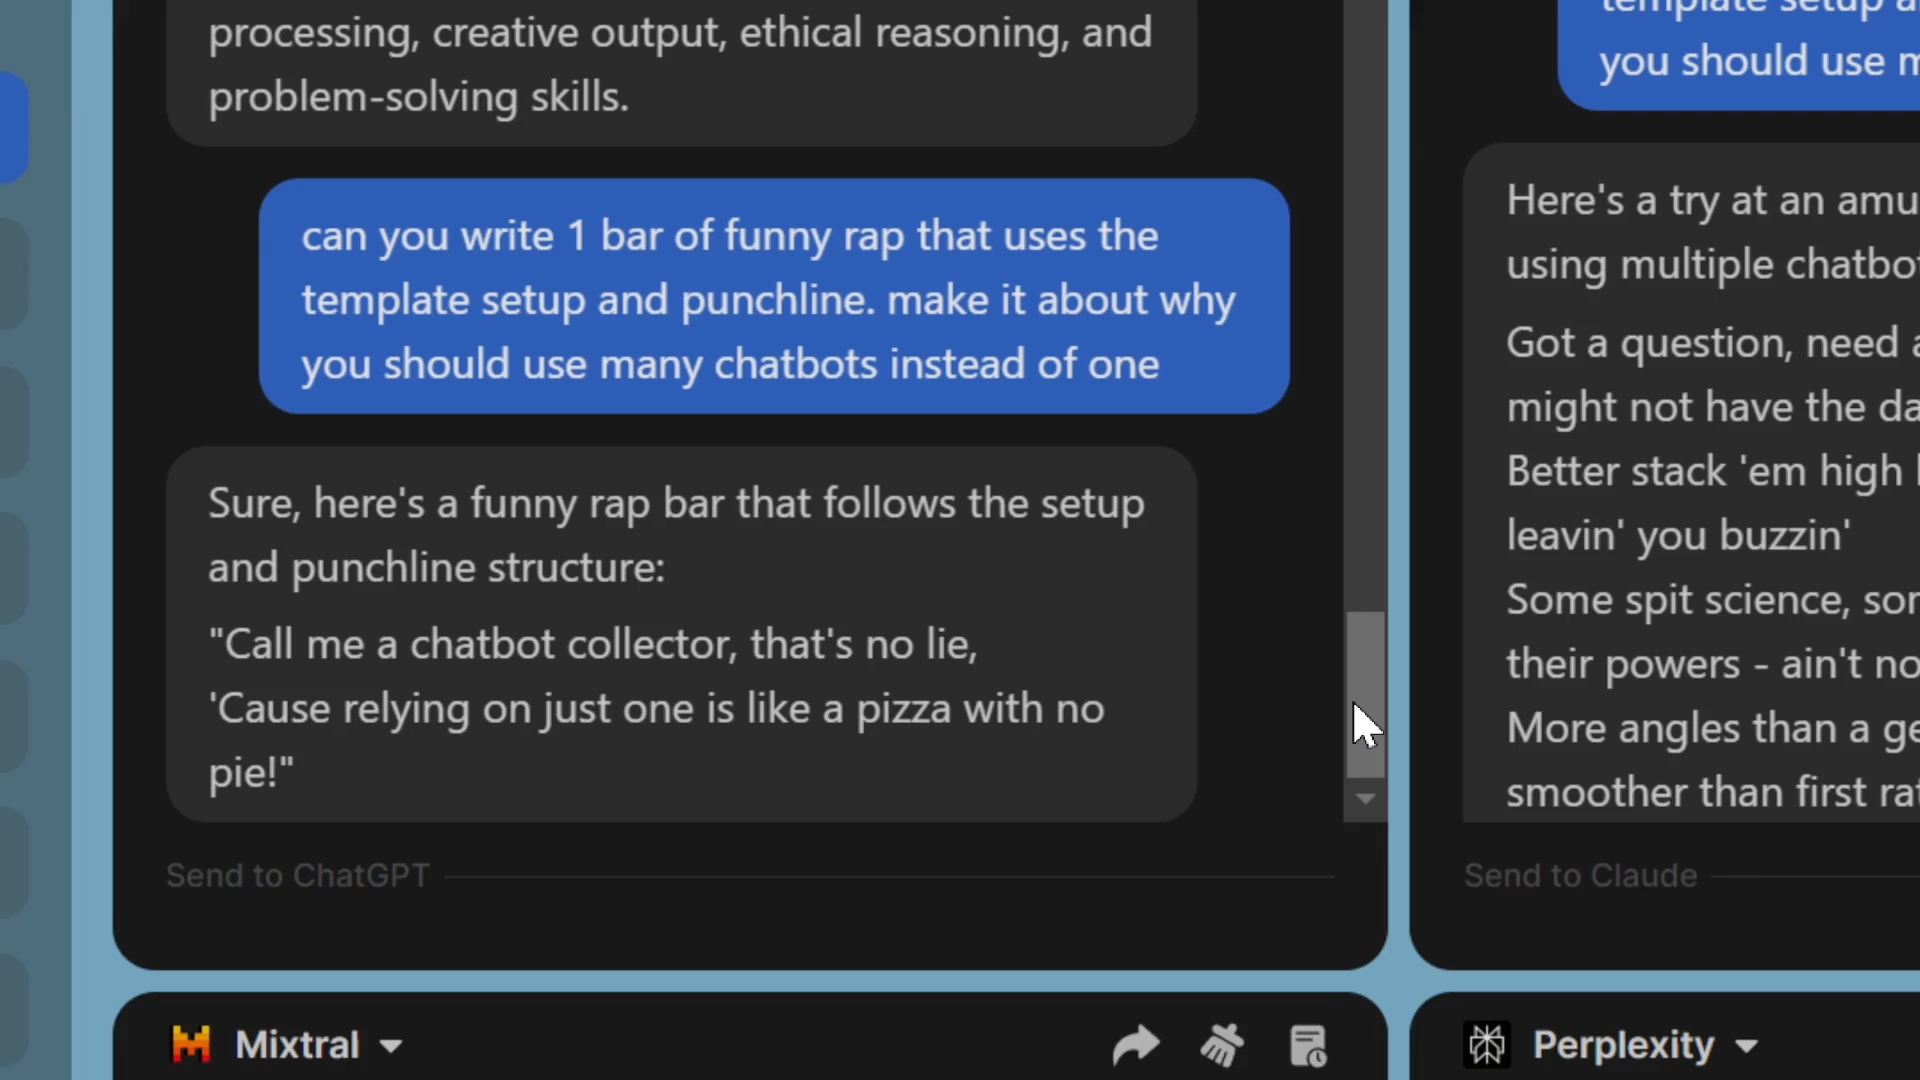 processing, creative output, ethical reasoning, and
problem-solving skills.
can you write 1 bar of funny rap that uses the
template setup and punchline. make it about why
you should use many chatbots instead of one
Sure, here's a funny rap bar that follows the setup
and punchline structure:
"Call me a chatbot collector, that's no lie,
'Cause relying on just one is like a pizza with no
pie!"
Send to ChatGPT
Mixtral
template setup
you should use
Here's a try at an
using multiple
Got a question, need
might not have the
Better stack 'em high
leavin' you buzzin'
Some spit science,
their powers - ain't
More angles than a
smoother than first
Send to Claude
Perplexity